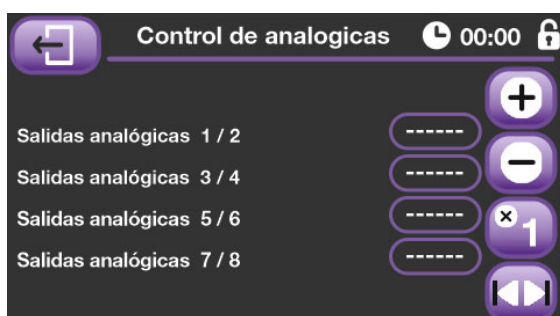 Control de analogicas 00:00
Salidas analógicas 1 / 2 ------
Salidas analógicas 3 / 4 ------
Salidas analógicas 5 / 6 ------
Salidas analógicas 7 / 8 ------
+
−
×1